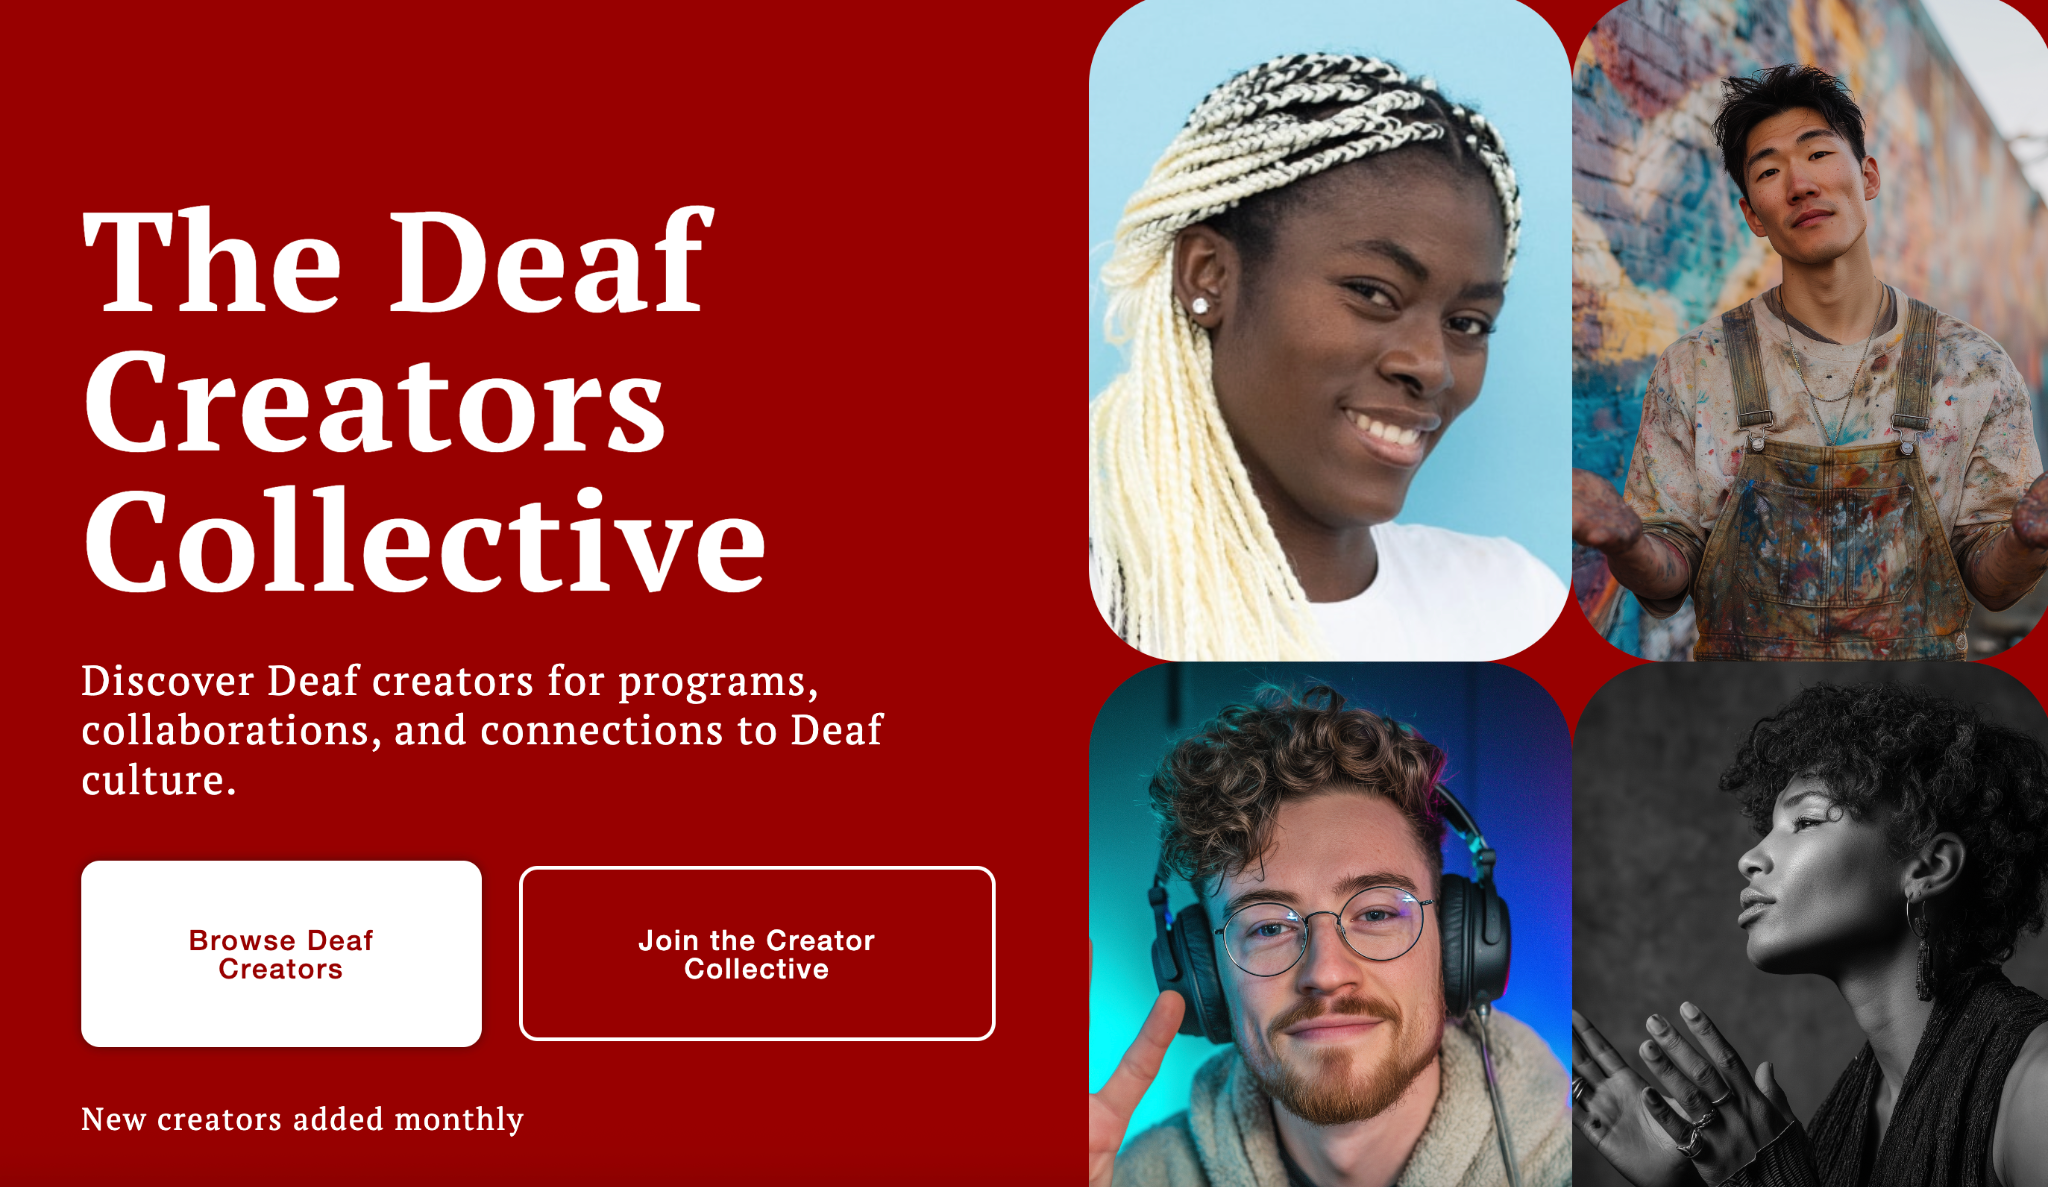 The Deaf
Creators
Collective
Discover Deaf creators for programs,
collaborations, and connections to Deaf
culture.
Browse Deaf
Creators
Join the Creator
Collective
New creators added monthly